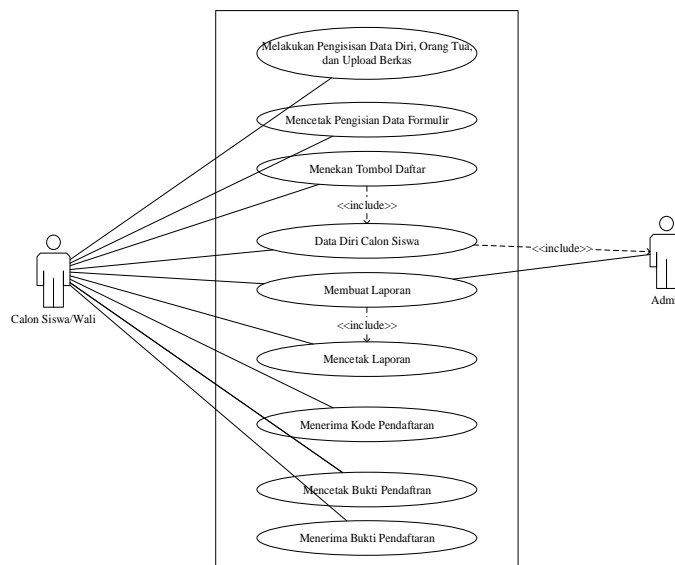 Melakukan Pengisisan Data Diri, Orang Tua,
dan Upload Berkas
Mencetak Pengisian Data Formulir
Menekan Tombol Daftar
<<include>>
Data Diri Calon Siswa
<<include>>
Membuat Laporan
Calon Siswa/Wali
Admi
<<include>>
Mencetak Laporan
Menerima Kode Pendaftaran
Mencetak Bukti Pendaftran
Menerima Bukti Pendaftaran